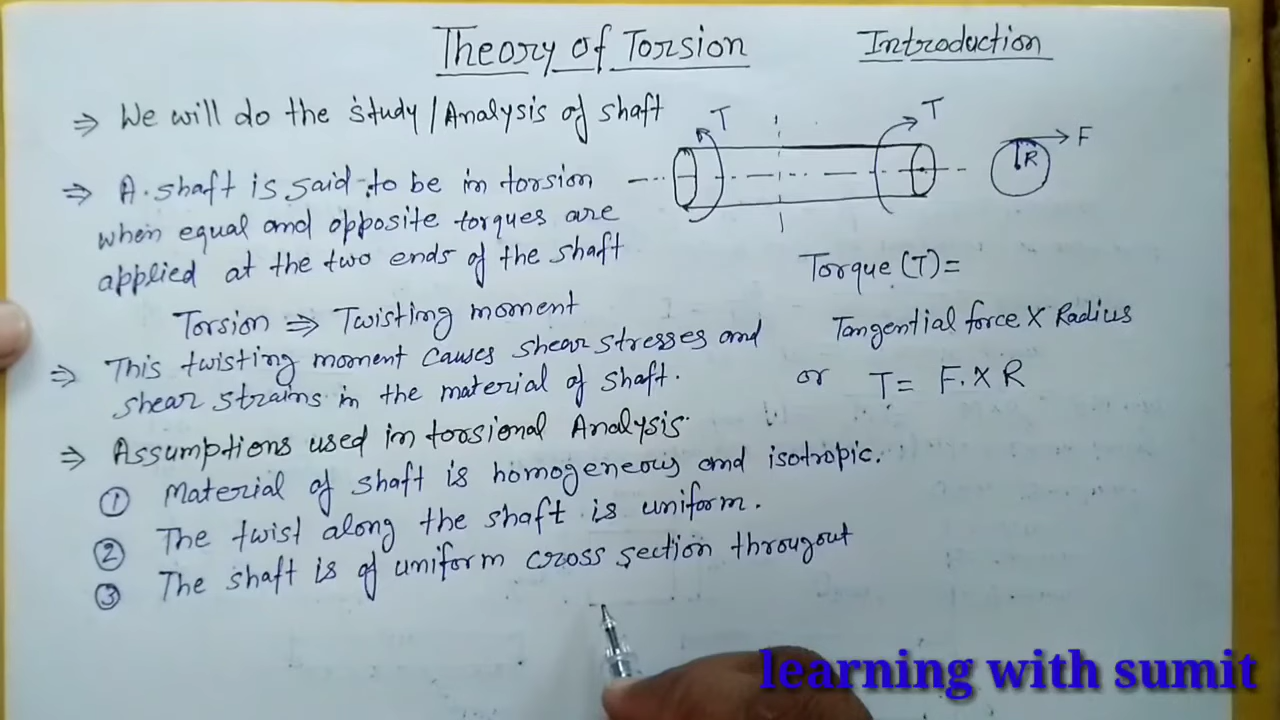 Theory of Torsion Introduction
⇒ We will do the study/Analysis of shaft
⇒ A shaft is said to be in torsion
when equal and opposite torques are
applied at the two ends of the shaft
Torsion ⇒ Twisting moment
⇒ This twisting moment causes shear stresses and
shear strains in the material of shaft.
⇒ Assumptions used in torsional Analysis.
① Material of shaft is homogeneous and isotropic.
② The twist along the shaft is uniform.
③ The shaft is of uniform cross section througout
T T
F
R
Torque (T) =
Tangential force X Radius
or T = F. X R
learning with sumit